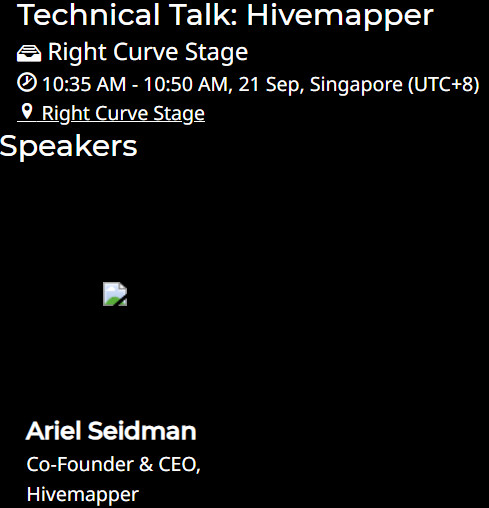 Technical Talk: Hivemapper
Right Curve Stage
10:35 AM - 10:50 AM, 21 Sep, Singapore (UTC+8)
Right Curve Stage
Speakers
Ariel Seidman
Co-Founder & CEO,
Hivemapper